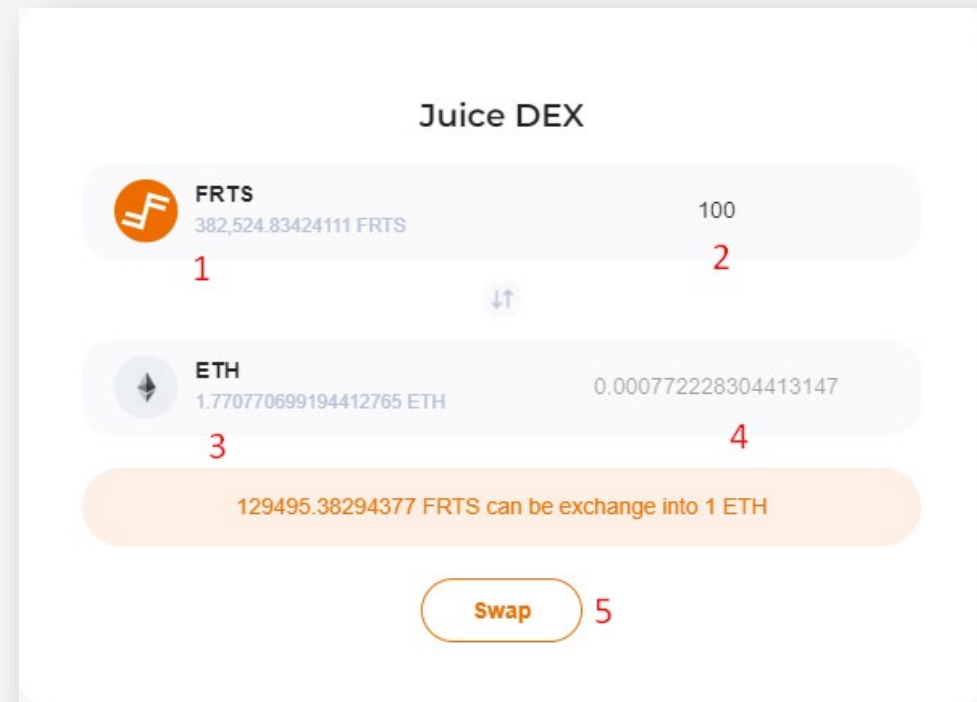 Juice DEX
FRTS
100
382,524.83424111 FRTS
1
2
ETH
0.000772228304413147
1.770770699194412765 ETH
3
4
129495.38294377 FRTS can be exchange into 1 ETH
Swap
5